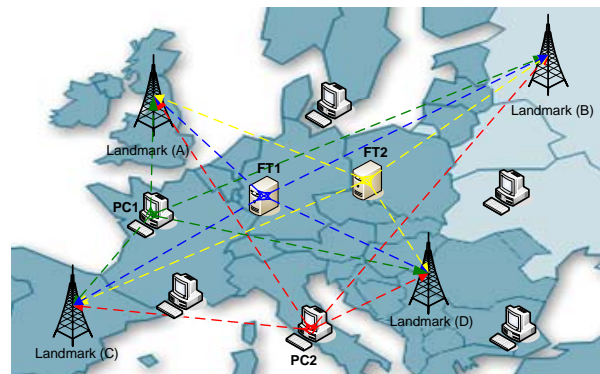 Landmark (B)
Landmark (A)
FT1
FT2
PC1
Landmark (D)
Landmark (C)
PC2